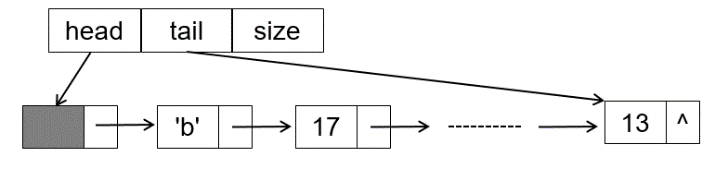 head tail size
'b' 17 13 ^